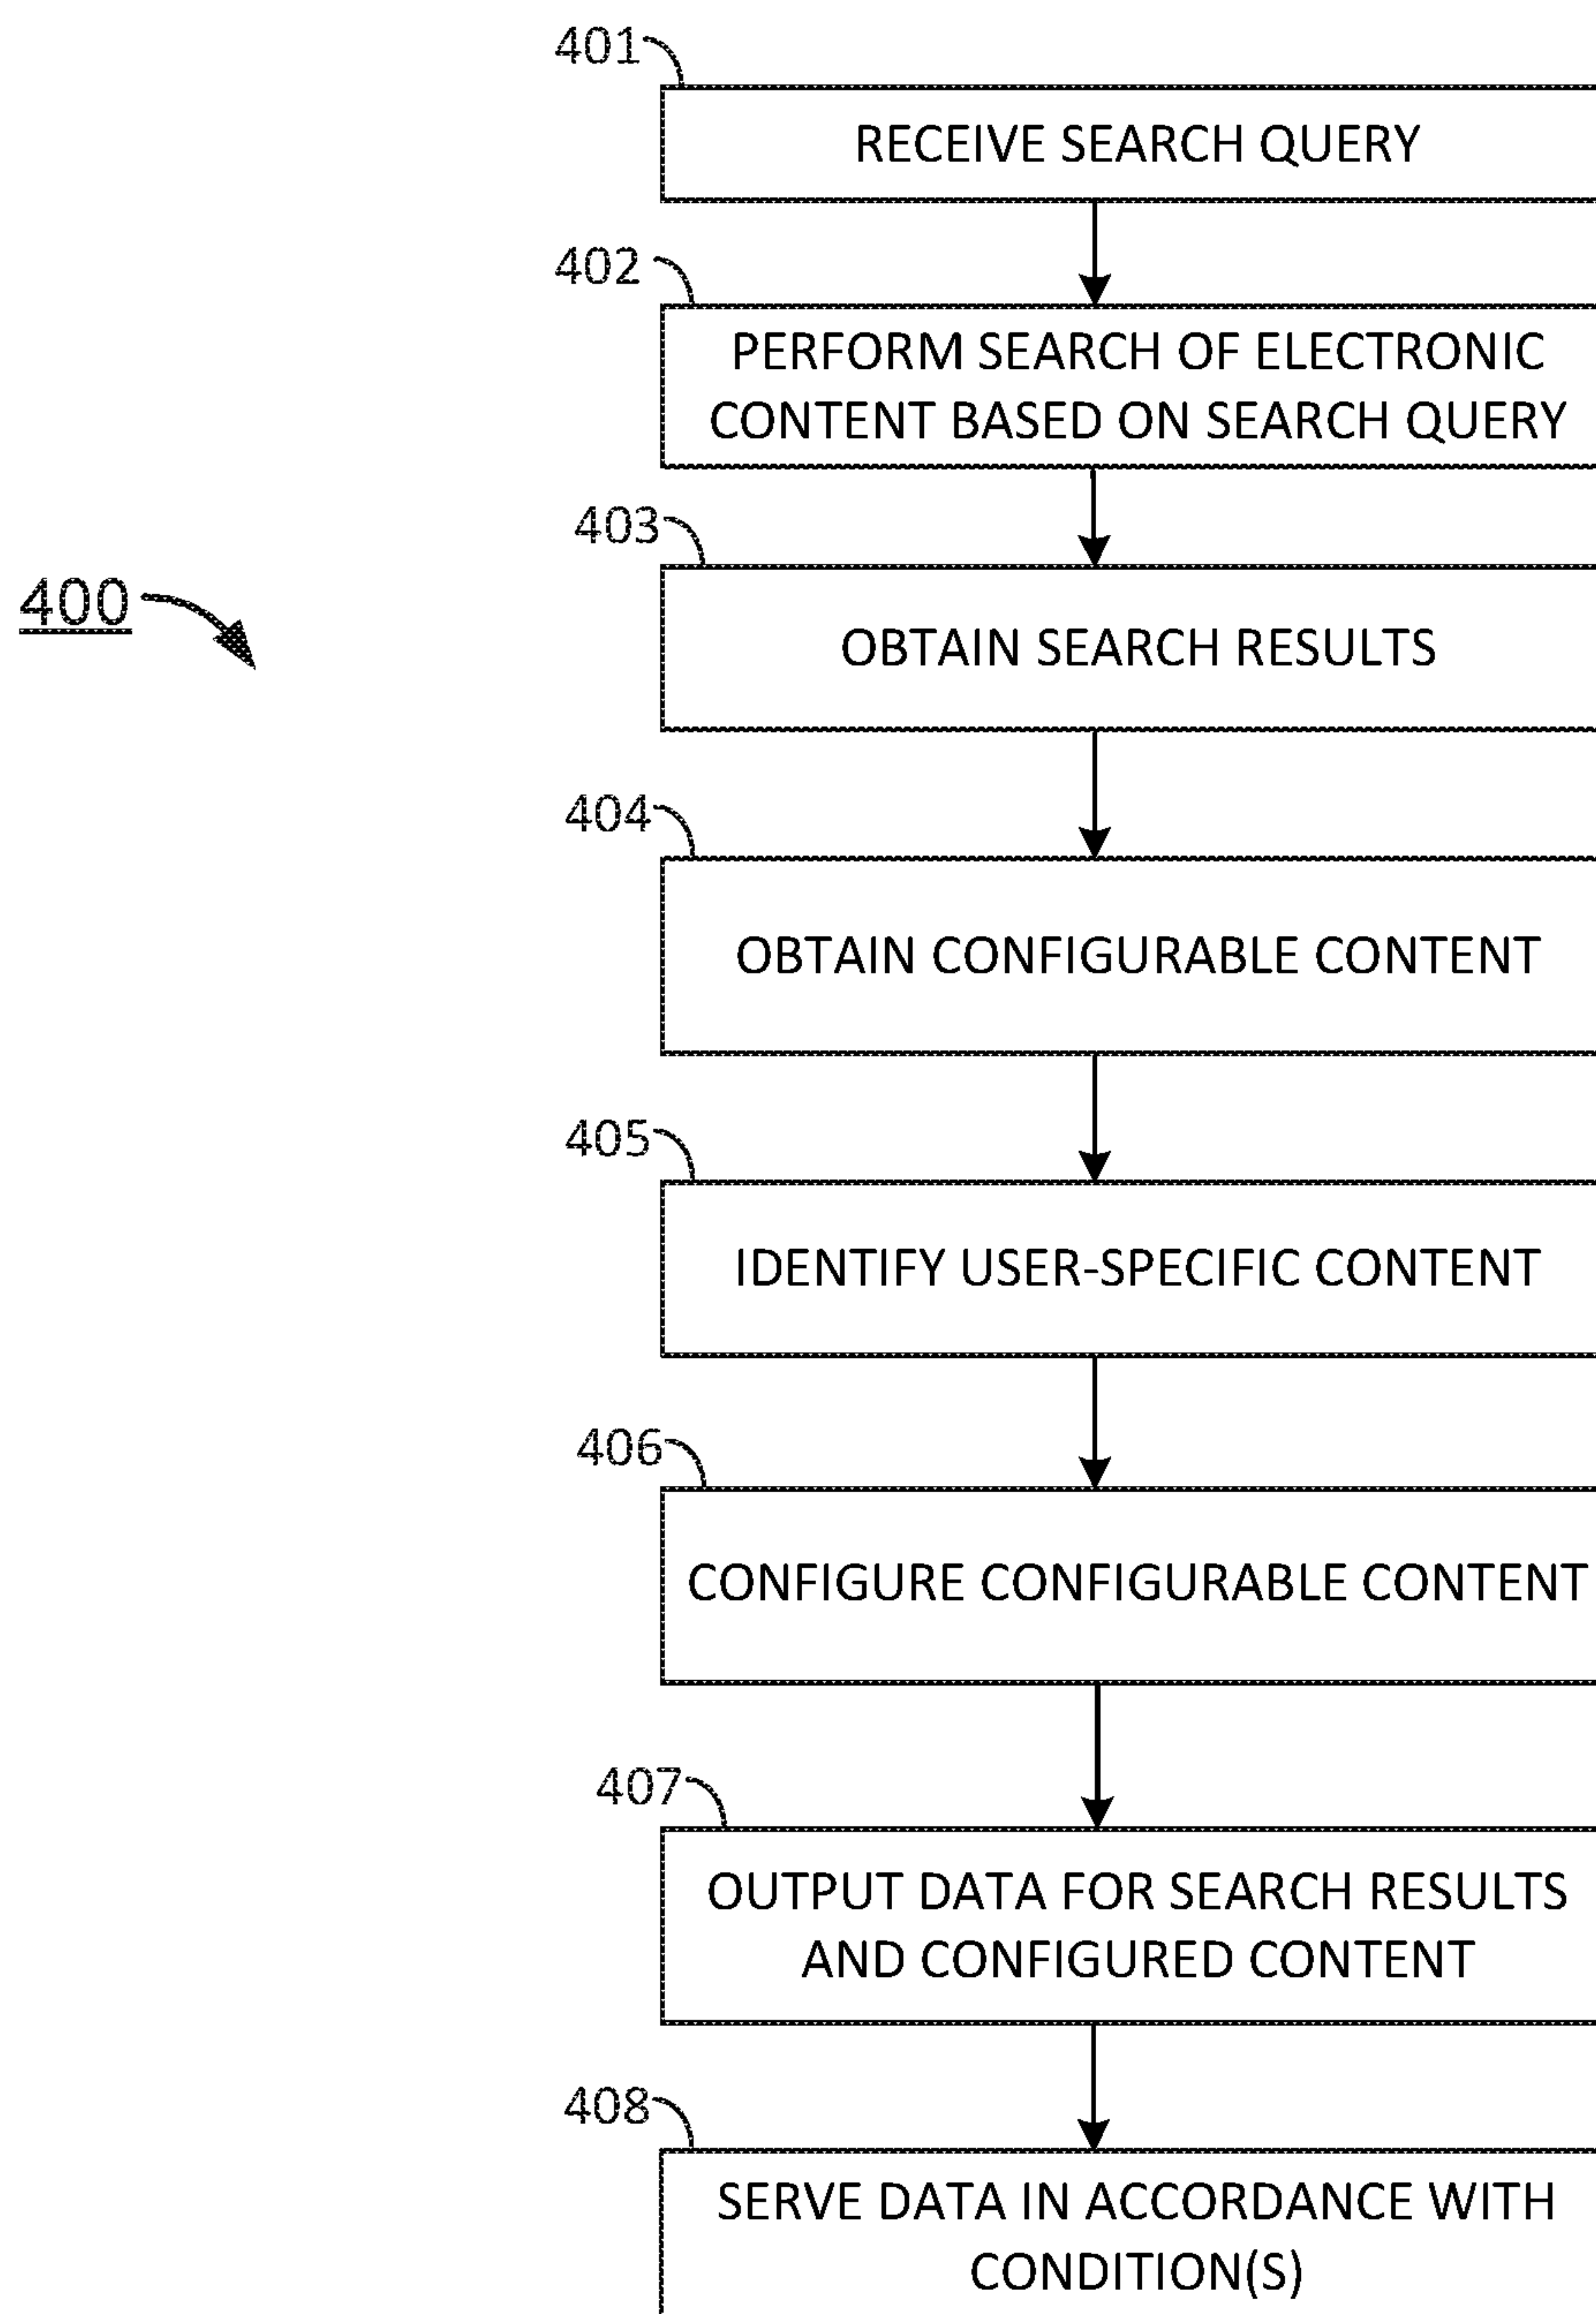 401
RECEIVE SEARCH QUERY
402
PERFORM SEARCH OF ELECTRONIC
CONTENT BASED ON SEARCH QUERY
403
400
OBTAIN SEARCH RESULTS
404
OBTAIN CONFIGURABLE CONTENT
405
IDENTIFY USER-SPECIFIC CONTENT
406
CONFIGURE CONFIGURABLE CONTENT
407
OUTPUT DATA FOR SEARCH RESULTS
AND CONFIGURED CONTENT
408
SERVE DATA IN ACCORDANCE WITH
CONDITION(S)